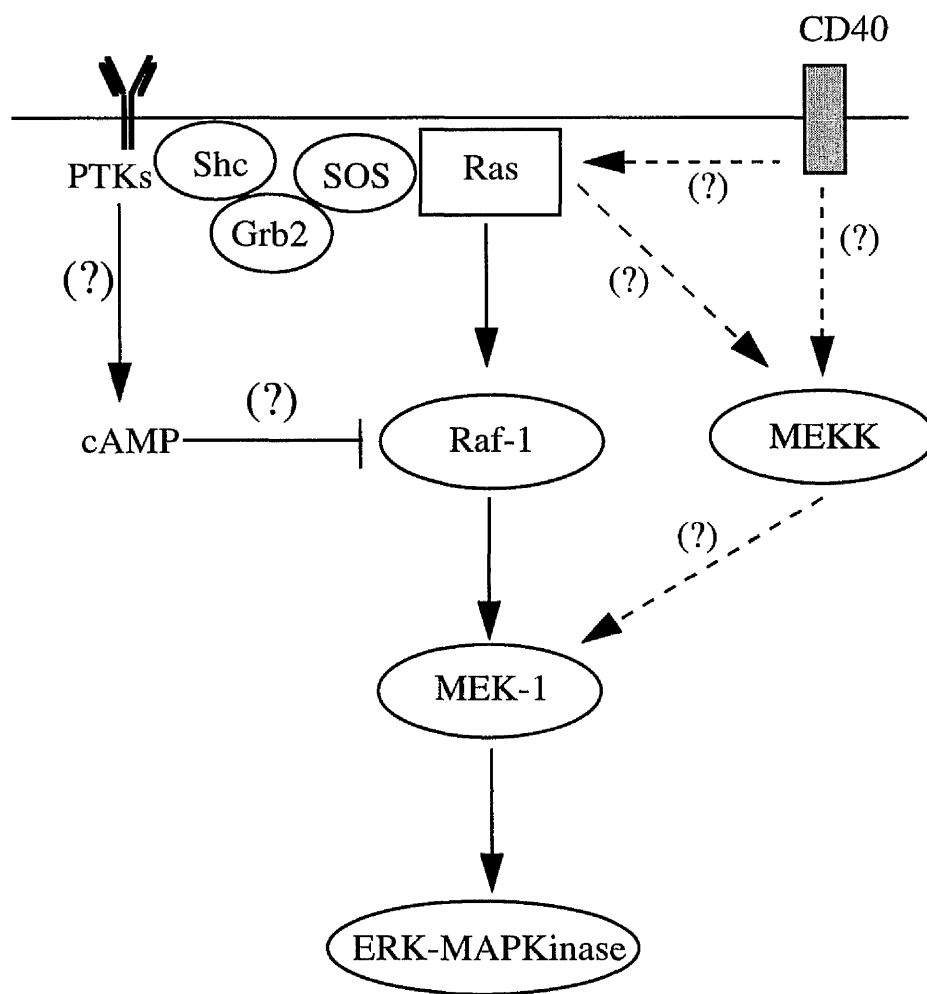 CD40
PTKs
Shc
SOS
Ras
Grb2
(?)
(?)
(?)
(?)
cAMP
(?)
Raf-1
MEKK
(?)
MEK-1
ERK-MAPKinase